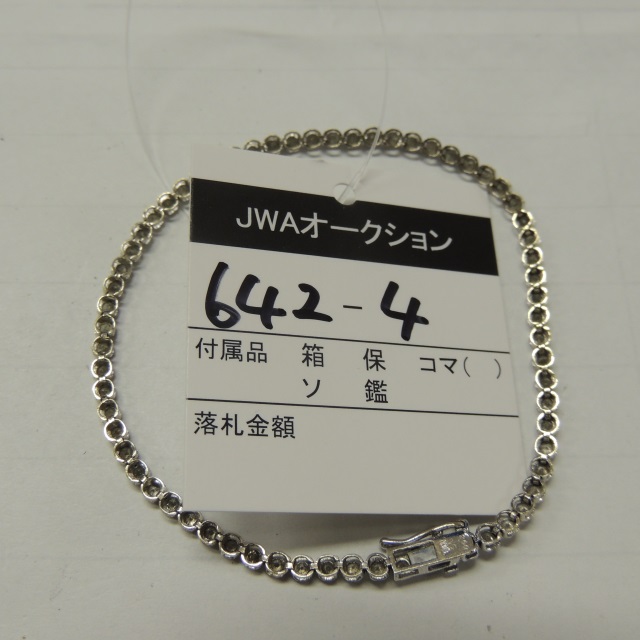 JWAオークション
642-4
付属品 箱 保 コマ( )
ソ 鑑
落札金額